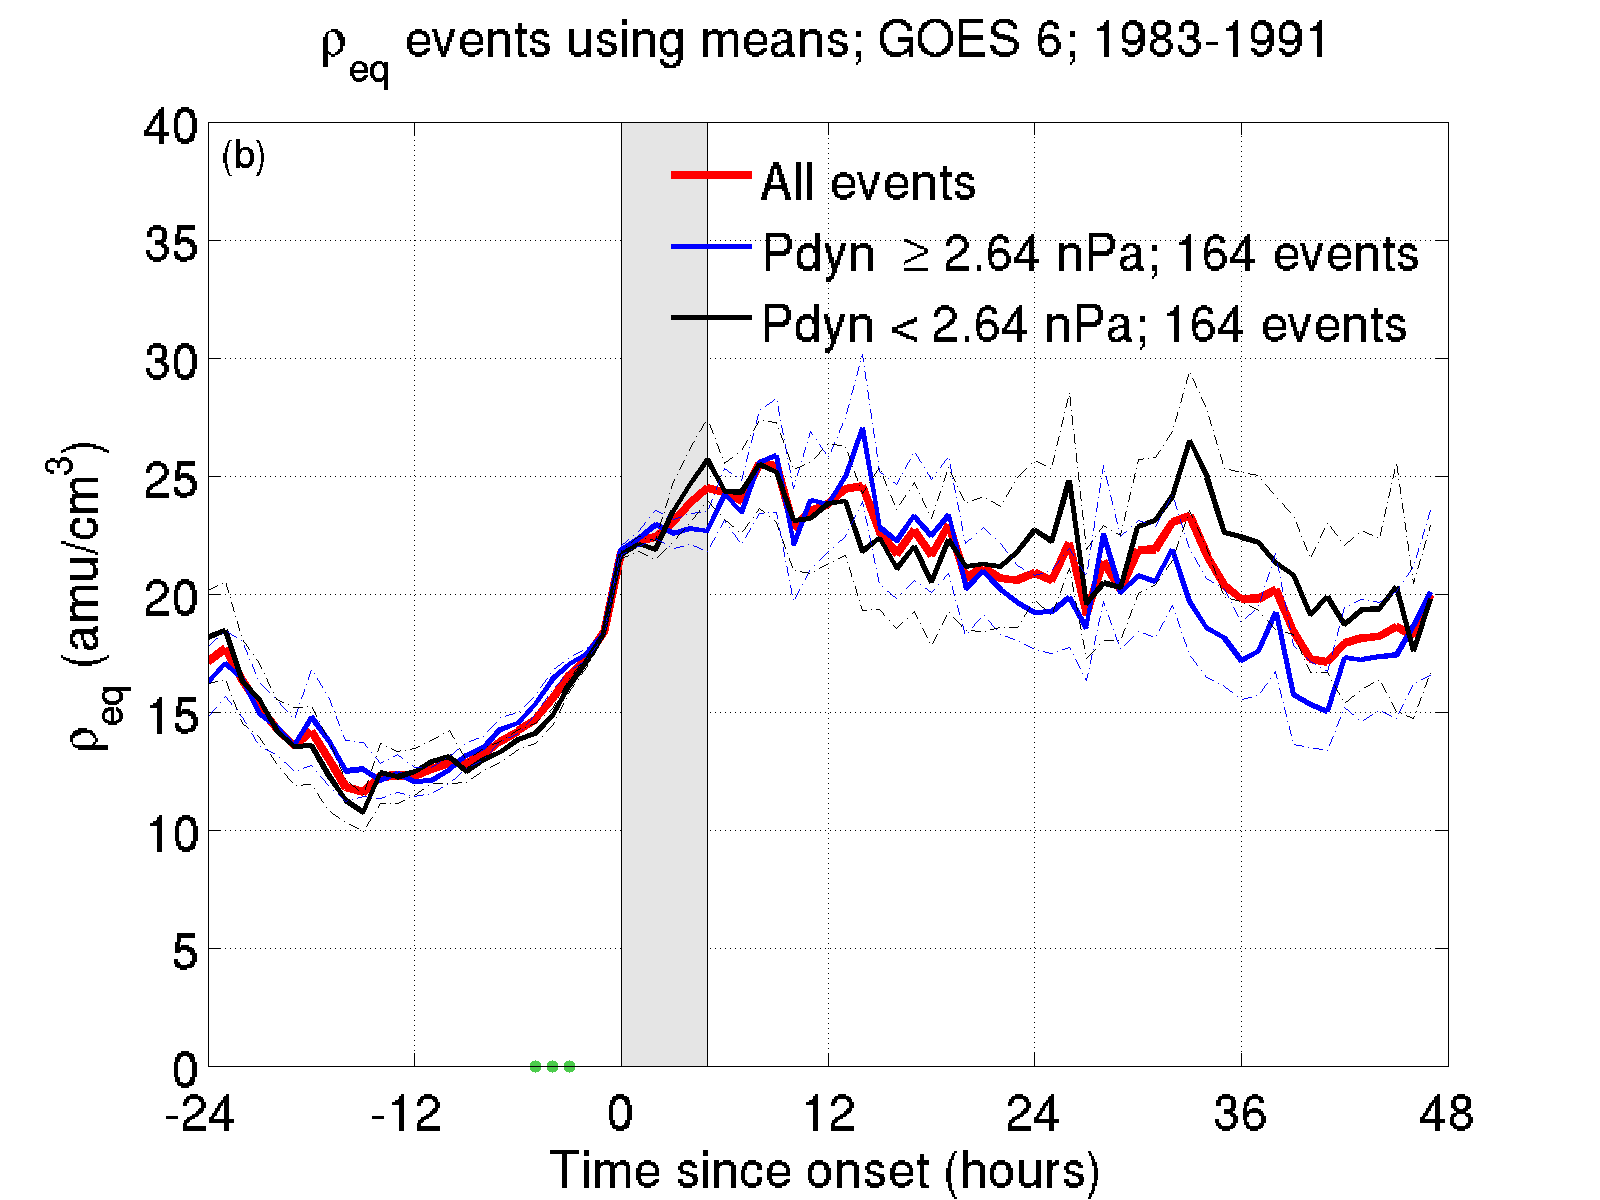 ρeq events using means; GOES 6; 1983-1991
(b)
All events
Pdyn ≥ 2.64 nPa; 164 events
Pdyn < 2.64 nPa; 164 events
40
35
30
25
20
15
10
5
0
ρeq (amu/cm³)
-24 -12 0 12 24 36 48
Time since onset (hours)